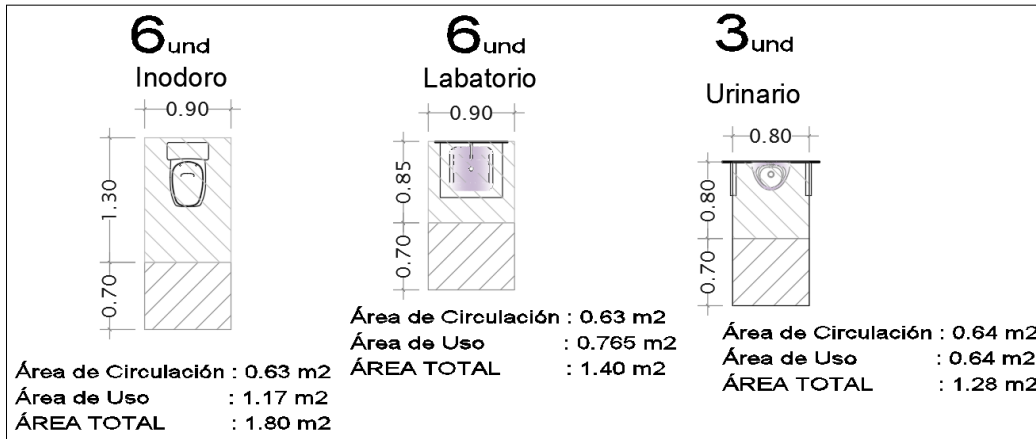 6und
Inodoro
0.90
1.30
0.70
Área de Circulación : 0.63 m2
Área de Uso : 1.17 m2
ÁREA TOTAL : 1.80 m2
6und
Labatorio
0.90
0.85
0.70
Área de Circulación : 0.63 m2
Área de Uso : 0.765 m2
ÁREA TOTAL : 1.40 m2
3und
Urinario
0.80
0.80
0.70
Área de Circulación : 0.64 m2
Área de Uso : 0.64 m2
ÁREA TOTAL : 1.28 m2